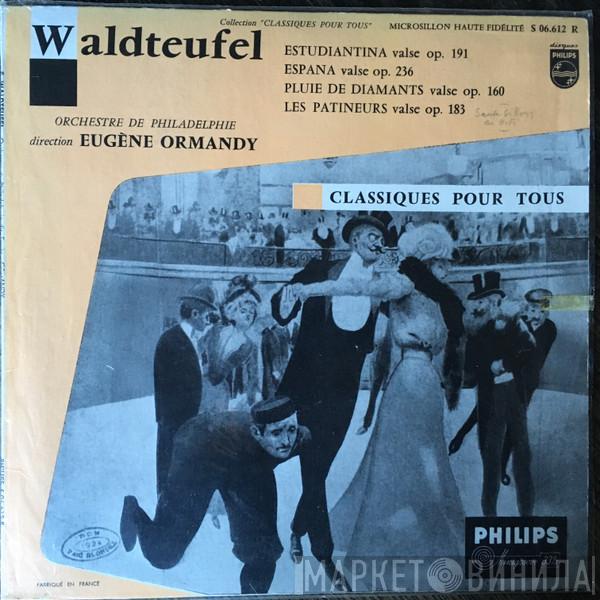 Collection "CLASSIQUES POUR TOUS"
MICROSILLON HAUTE FIDÉLITÉ S 06.612 R
Waldteufel
disques
PHILIPS
ESTUDIANTINA valse op. 191
ESPANA valse op. 236
PLUIE DE DIAMANTS valse op. 160
LES PATINEURS valse op. 183
ORCHESTRE DE PHILADELPHIE
direction EUGÈNE ORMANDY
CLASSIQUES POUR TOUS
PHILIPS
FABRIQUÉ EN FRANCE
МАРКЕТ ВИНИЛА